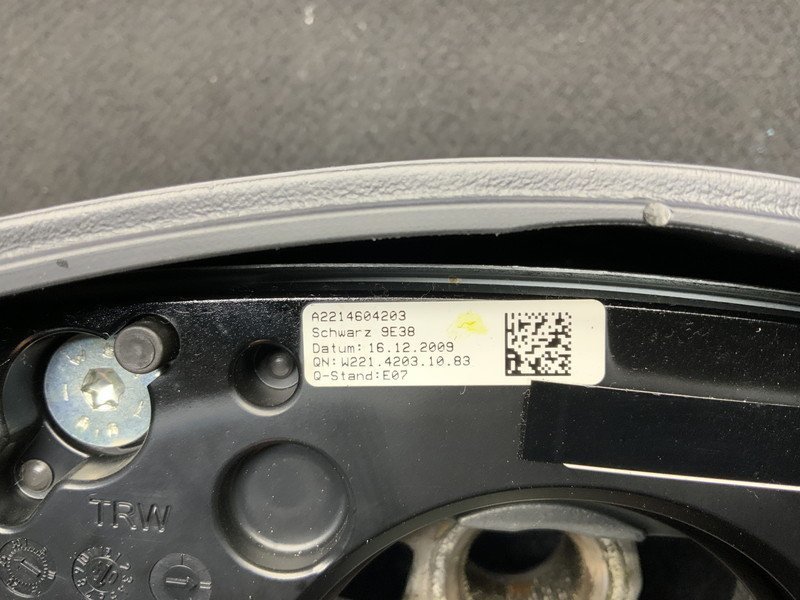 A2214604203
Schwarz 9E38
Datum: 16.12.2009
QN: W221.4203.10.83
Q-Stand: E07
TRW